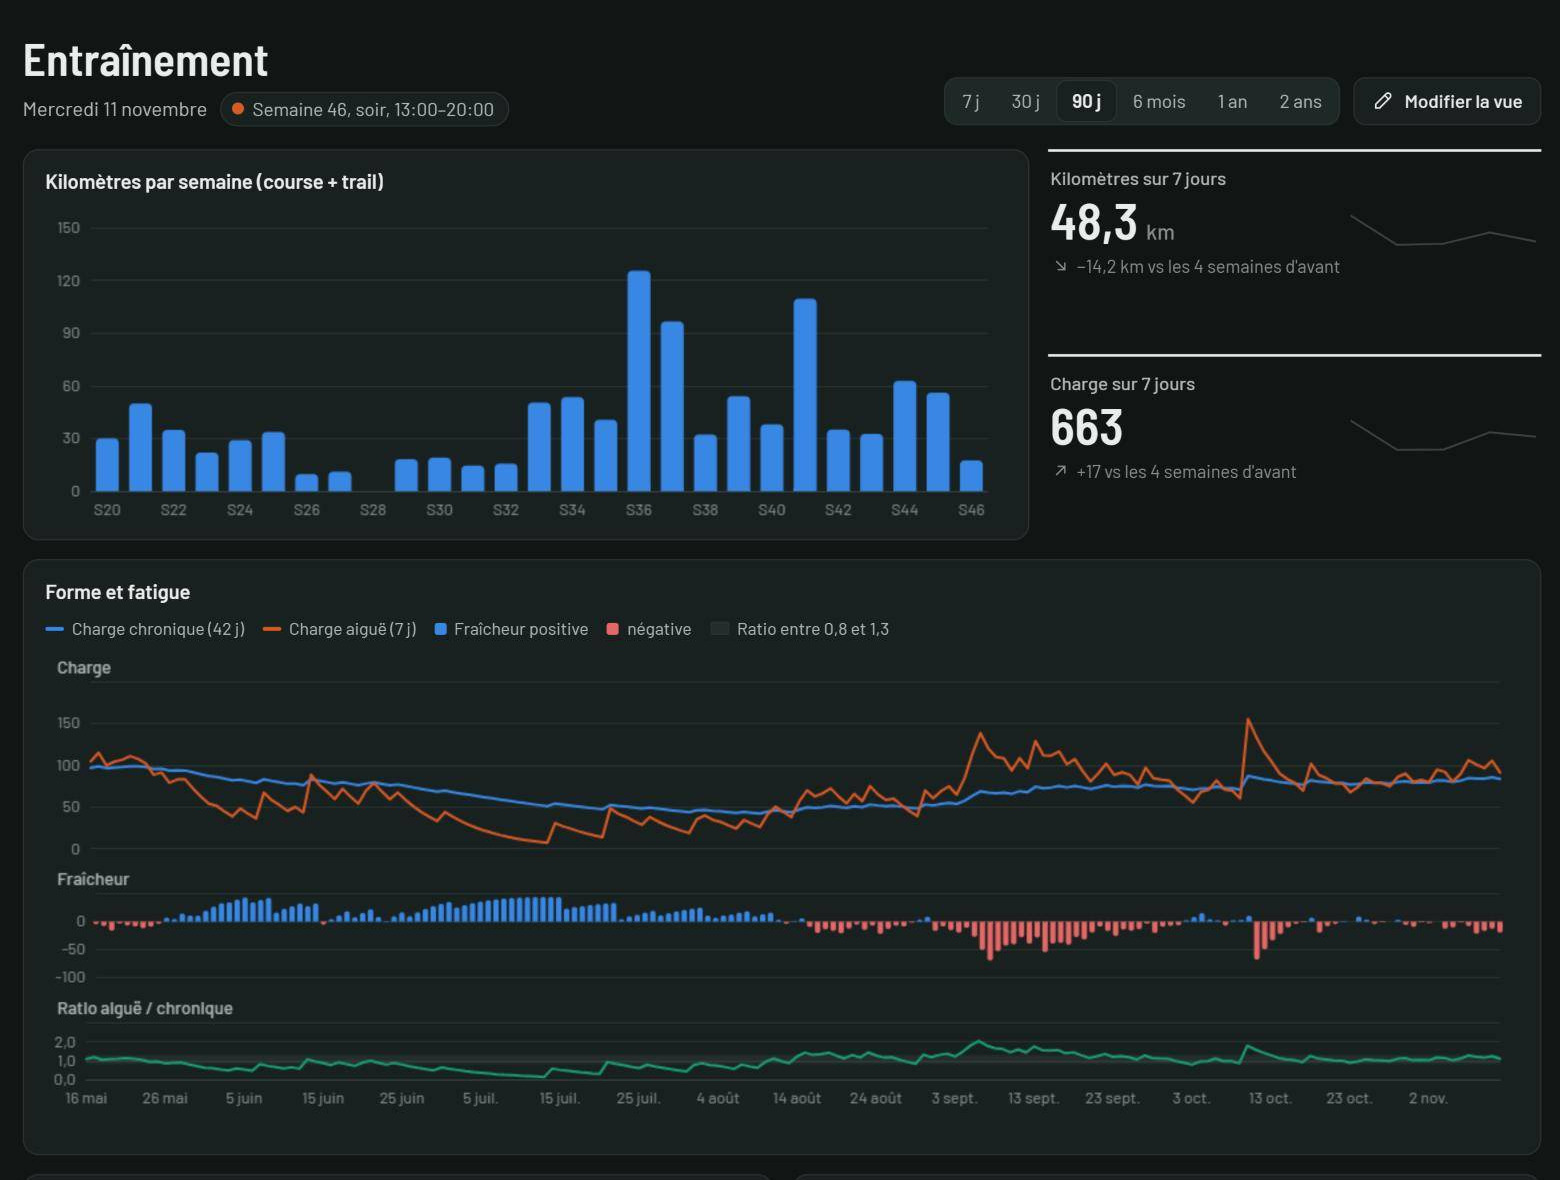 Entraînement
Mercredi 11 novembre
Semaine 46, soir, 13:00–20:00
7 j 30 j 90 j 6 mois 1 an 2 ans
Modifier la vue
Kilomètres par semaine (course + trail)
150
120
90
60
30
0
S20 S22 S24 S26 S28 S30 S32 S34 S36 S38 S40 S42 S44 S46
Kilomètres sur 7 jours
48,3 km
−14,2 km vs les 4 semaines d'avant
Charge sur 7 jours
663
+17 vs les 4 semaines d'avant
Forme et fatigue
Charge chronique (42 j) Charge aiguë (7 j) Fraîcheur positive négative Ratio entre 0,8 et 1,3
Charge
150
100
50
0
Fraîcheur
0
-50
-100
Ratio aiguë / chronique
2,0
1,0
0,0
16 mai 26 mai 5 juin 15 juin 25 juin 5 juil. 15 juil. 25 juil. 4 août 14 août 24 août 3 sept. 13 sept. 23 sept. 3 oct. 13 oct. 23 oct. 2 nov.